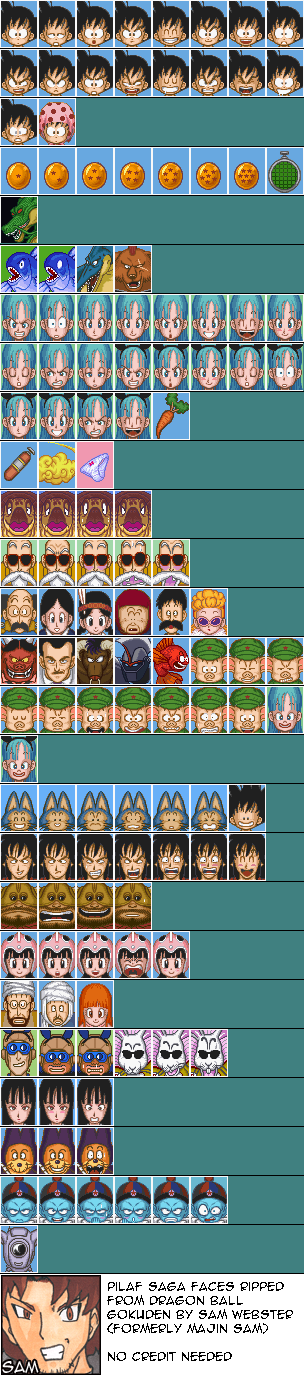 PILAF SAGA FACES RIPPED
FROM DRAGON BALL
GOKUDEN BY SAM WEBSTER
(FORMERLY MAJIN SAM)
NO CREDIT NEEDED
SAM